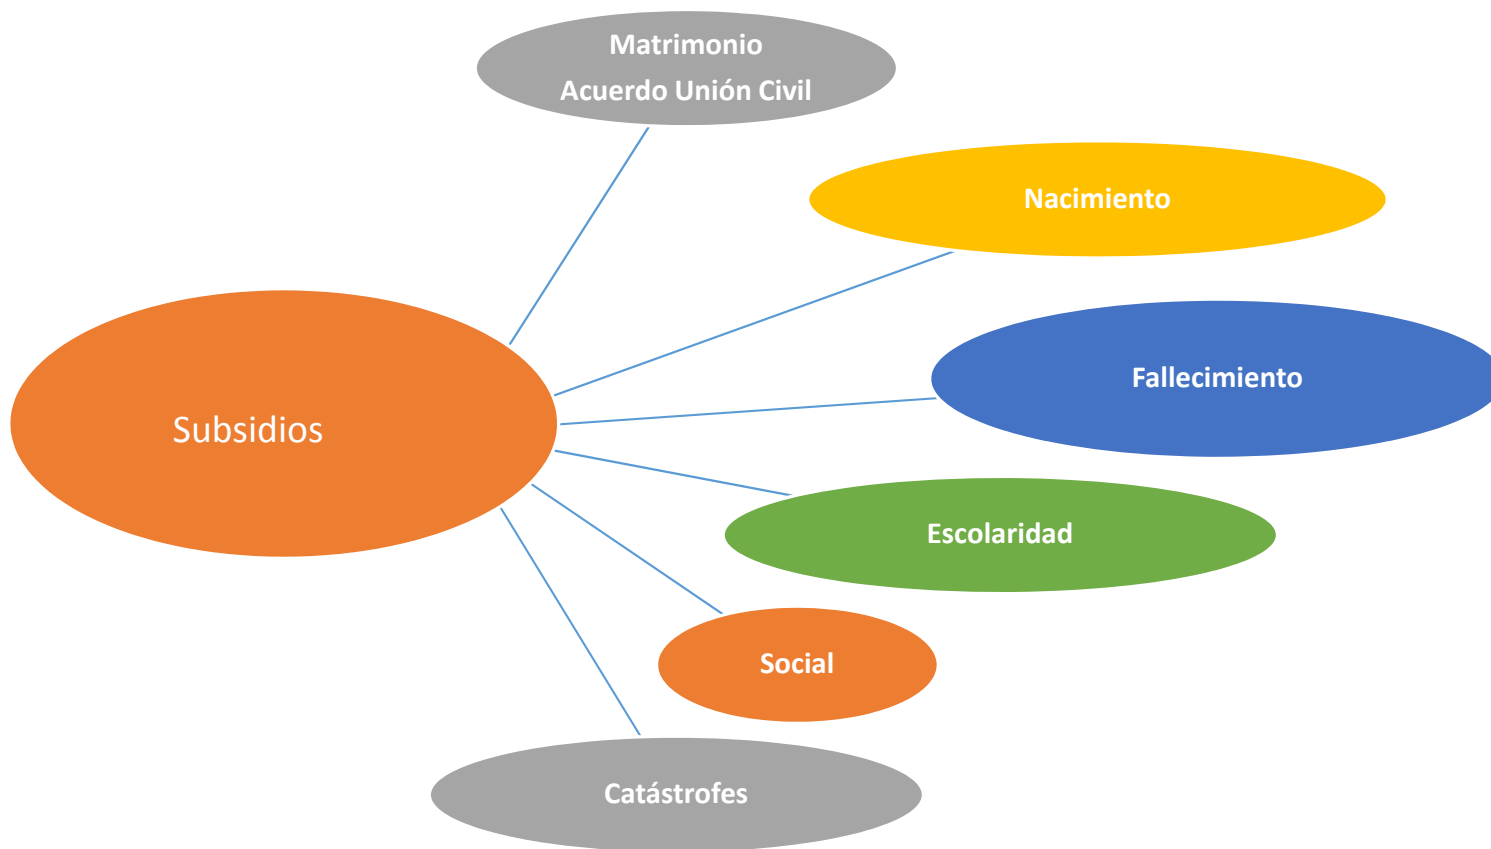 Matrimonio
Acuerdo Unión Civil
Nacimiento
Fallecimiento
Subsidios
Escolaridad
Social
Catástrofes